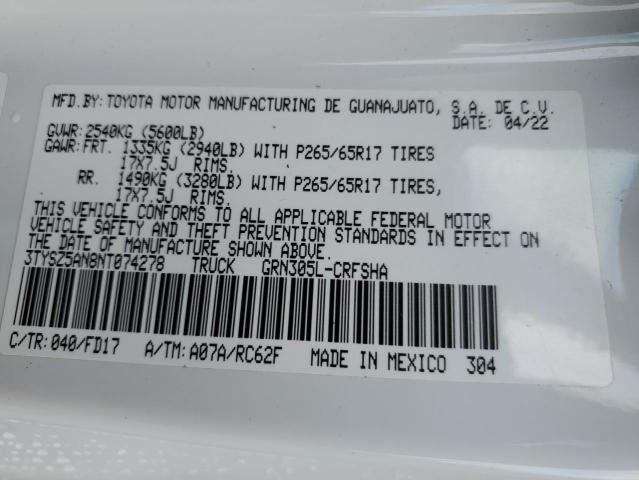 MFD.BY:TOYOTA MOTOR MANUFACTURING DE GUANAJUATO, S.A. DE C.V.
DATE: 04/22
GVWR:2540KG (5600LB)
GAWR:FRT. 1335KG (2940LB) WITH P265/65R17 TIRES
17X7.5J RIMS.
RR. 1490KG (3280LB) WITH P265/65R17 TIRES,
17X7.5J RIMS.
THIS VEHICLE CONFORMS TO ALL APPLICABLE FEDERAL MOTOR
VEHICLE SAFETY AND THEFT PREVENTION STANDARDS IN EFFECT ON
THE DATE OF MANUFACTURE SHOWN ABOVE.
3TYSZ5AN8NT074278 TRUCK GRN305L-CRFSHA
C/TR:040/FD17 A/TM:A07A/RC62F MADE IN MEXICO 304